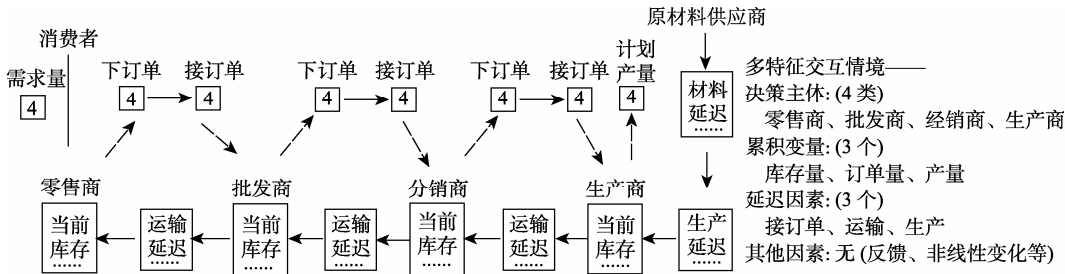 原材料供应商
消费者
需求量
4
下订单 接订单
4 4
下订单 接订单
4 4
下订单 接订单
4 4
计划
产量
4
材料
延迟
......
零售商
当前
库存
......
运输
延迟
......
批发商
当前
库存
......
运输
延迟
......
分销商
当前
库存
......
运输
延迟
......
生产商
当前
库存
......
生产
延迟
......
多特征交互情境——
决策主休: (4 类)
零售商、批发商、经销商、生产商
累积变量: (3 个)
库存量、订单量、产量
延迟因素: (3 个)
接订单、运输、生产
其他因素: 无 (反馈、非线性变化等)